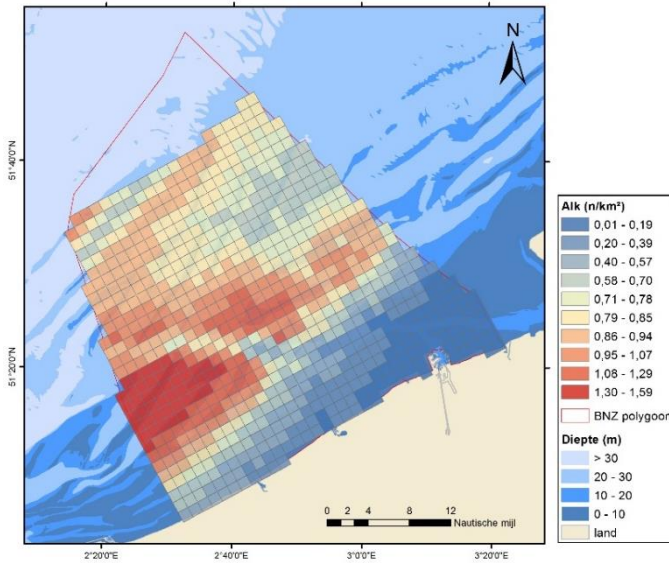 N
51°40'0"N
51°20'0"N
2°20'0"E
2°40'0"E
3°0'0"E
3°20'0"E
0 2 4 8 12
Nautische mijl
Alk (n/km²)
0,01 - 0,19
0,20 - 0,39
0,40 - 0,57
0,58 - 0,70
0,71 - 0,78
0,79 - 0,85
0,86 - 0,94
0,95 - 1,07
1,08 - 1,29
1,30 - 1,59
BNZ polygoon
Diepte (m)
> 30
20 - 30
10 - 20
0 - 10
land